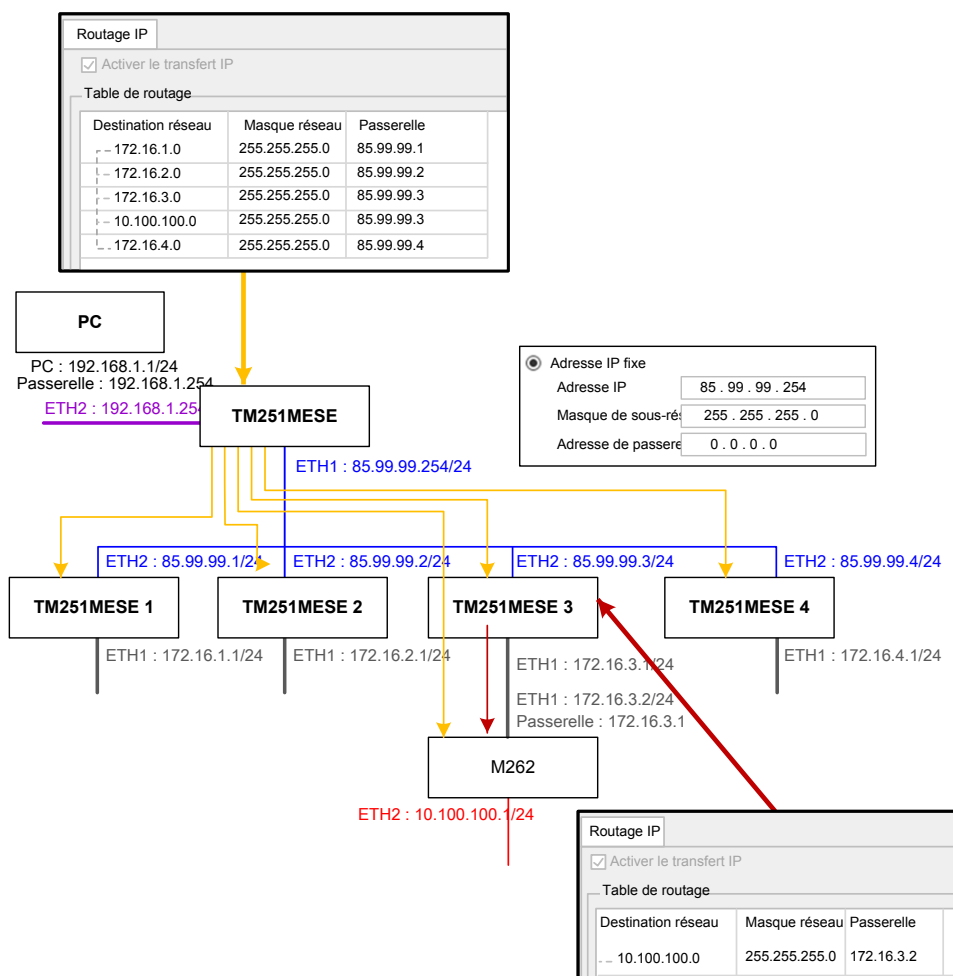 Routage IP
Activer le transfert IP
Table de routage
Destination réseau Masque réseau Passerelle
172.16.1.0 255.255.255.0 85.99.99.1
172.16.2.0 255.255.255.0 85.99.99.2
172.16.3.0 255.255.255.0 85.99.99.3
10.100.100.0 255.255.255.0 85.99.99.3
172.16.4.0 255.255.255.0 85.99.99.4
PC
PC : 192.168.1.1/24
Passerelle : 192.168.1.254
ETH2 : 192.168.1.254
TM251MESE
Adresse IP fixe
Adresse IP 85 . 99 . 99 . 254
Masque de sous-rés 255 . 255 . 255 . 0
Adresse de passere 0 . 0 . 0 . 0
ETH1 : 85.99.99.254/24
ETH2 : 85.99.99.1/24 ETH2 : 85.99.99.2/24 ETH2 : 85.99.99.3/24 ETH2 : 85.99.99.4/24
TM251MESE 1 TM251MESE 2 TM251MESE 3 TM251MESE 4
ETH1 : 172.16.1.1/24 ETH1 : 172.16.2.1/24 ETH1 : 172.16.3.1/24 ETH1 : 172.16.4.1/24
ETH1 : 172.16.3.2/24
Passerelle : 172.16.3.1
M262
ETH2 : 10.100.100.1/24
Routage IP
Activer le transfert IP
Table de routage
Destination réseau Masque réseau Passerelle
10.100.100.0 255.255.255.0 172.16.3.2